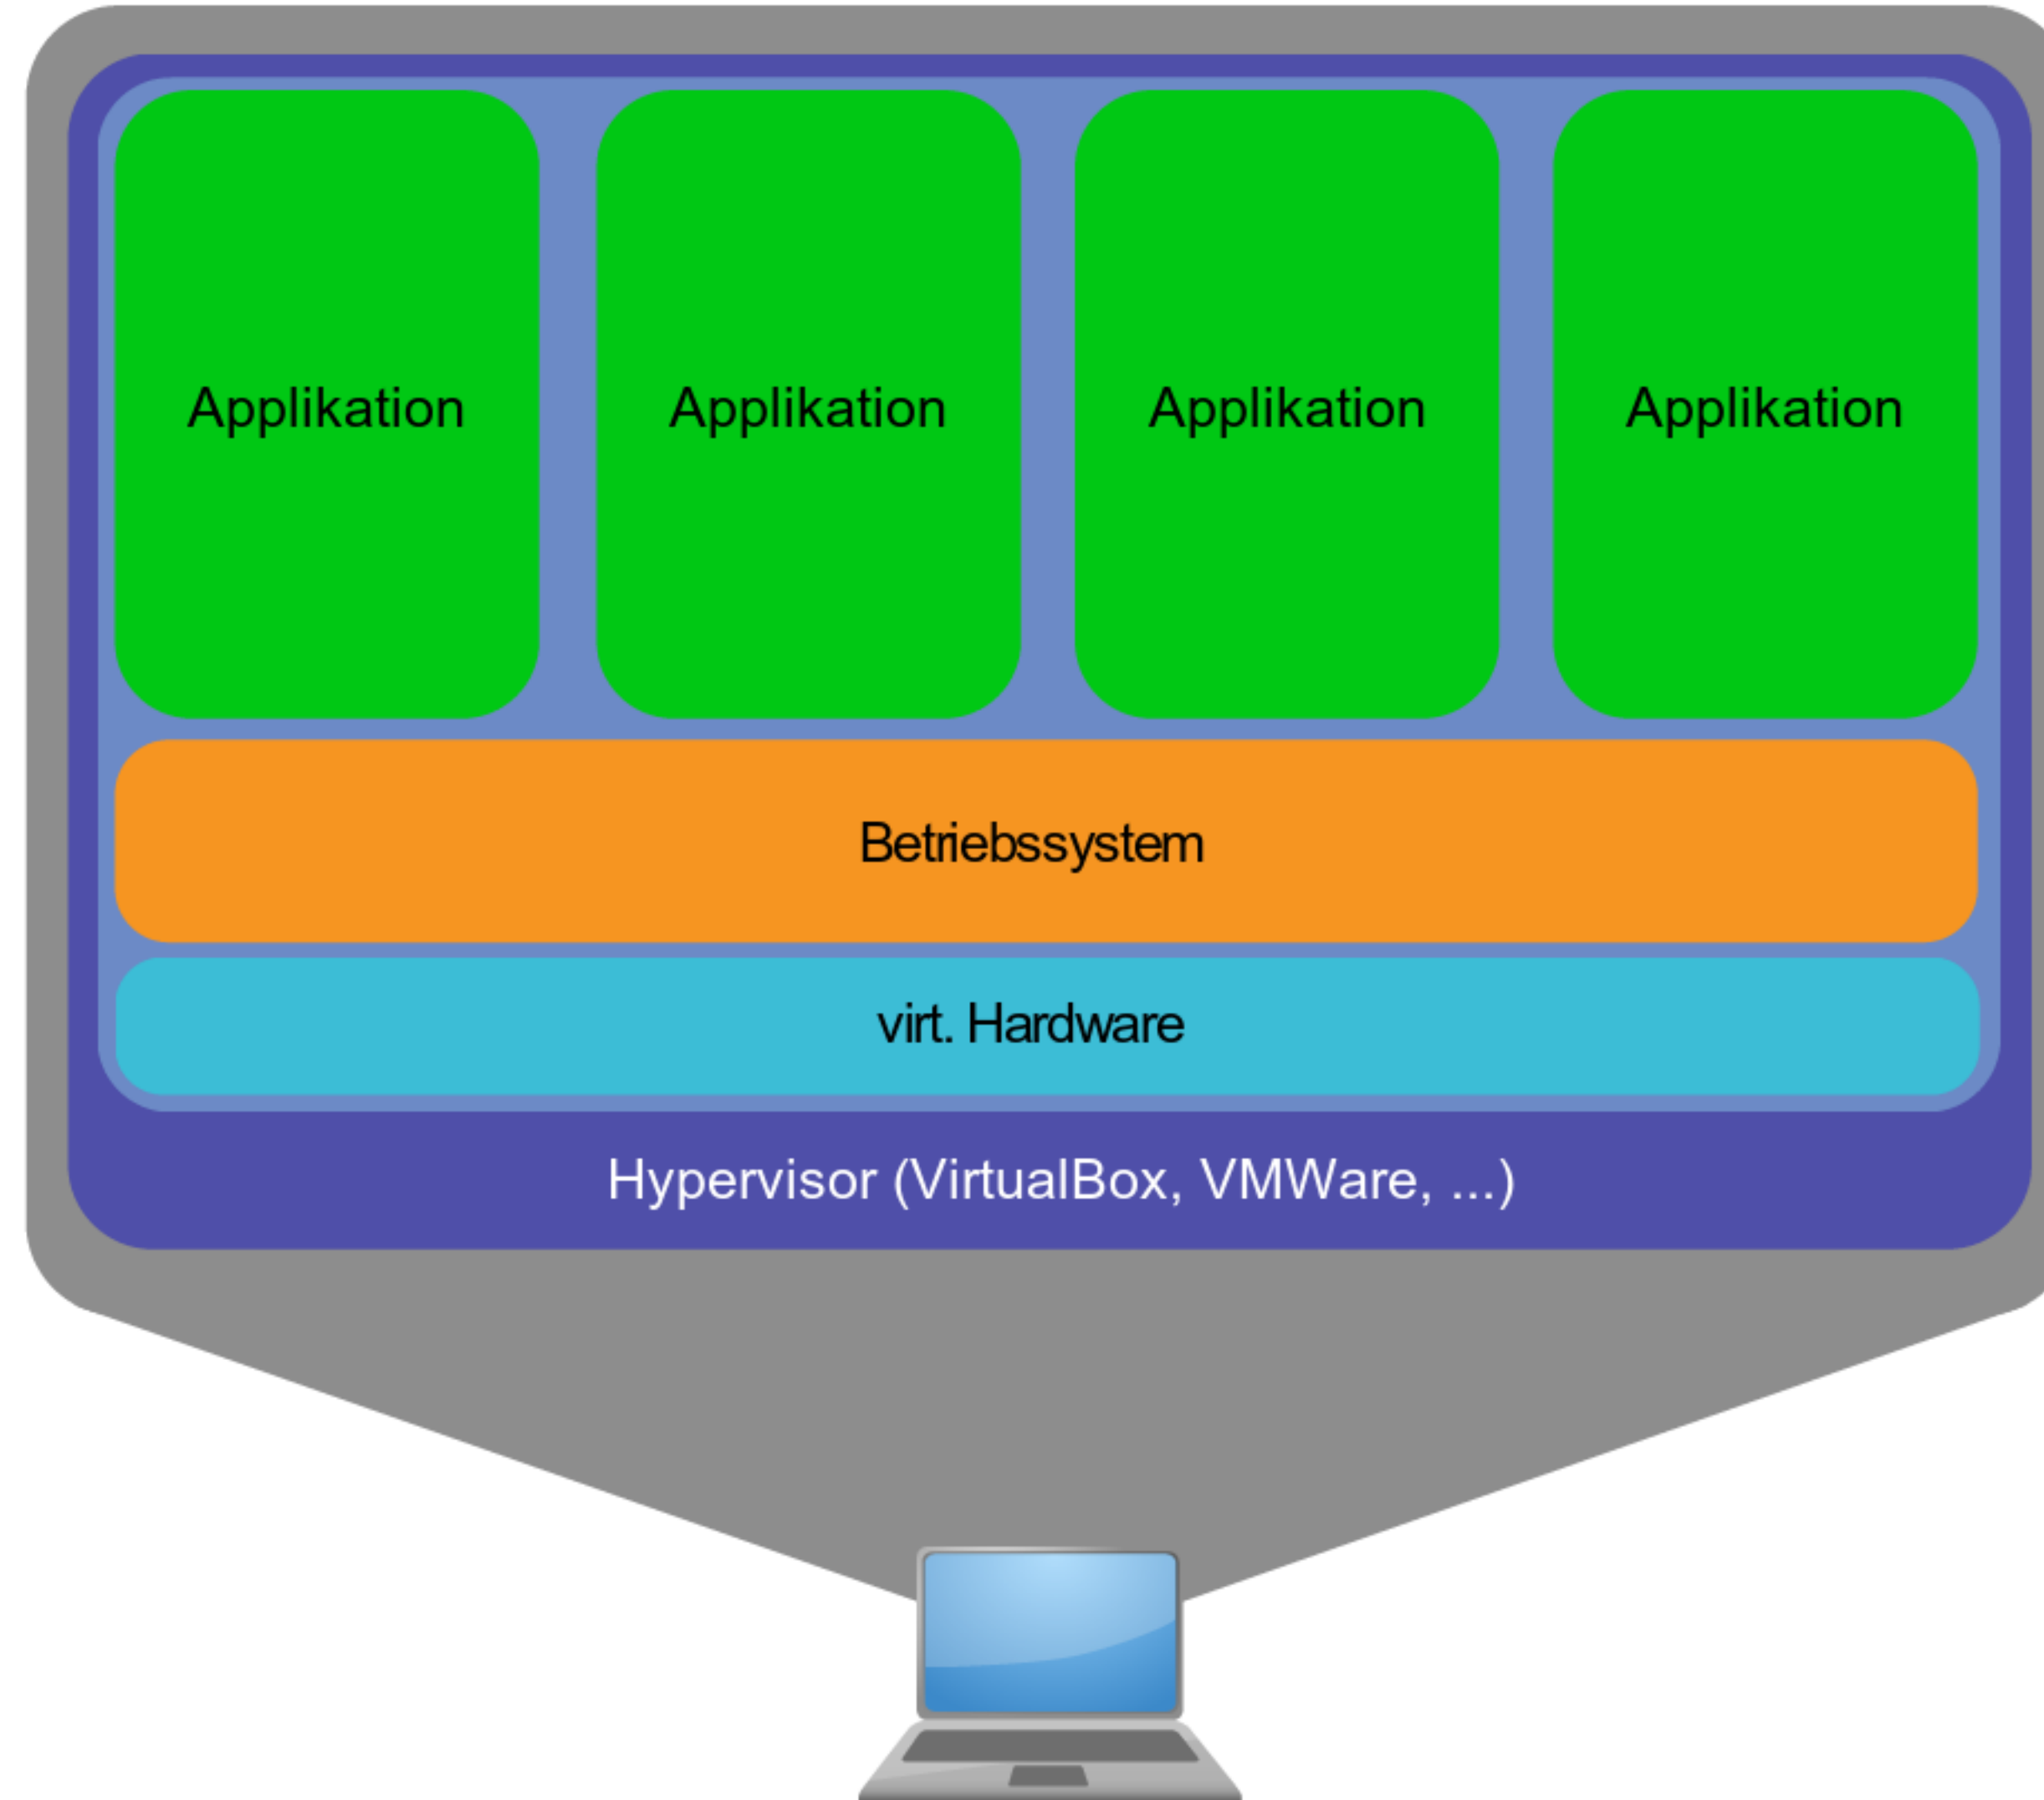 Applikation
Applikation
Applikation
Applikation
Betriebssystem
virt. Hardware
Hypervisor (VirtualBox, VMWare, ...)